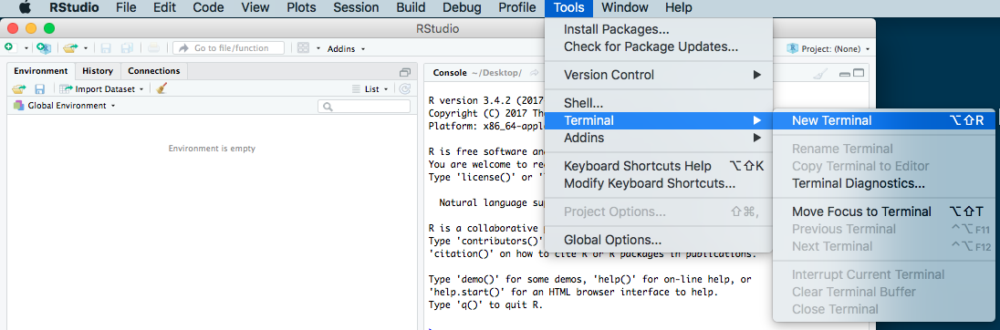 RStudio File Edit Code View Plots Session Build Debug Profile Tools Window Help
RStudio
Go to file/function Addins Project: (None)
Environment History Connections
Import Dataset List
Global Environment
Environment is empty
Console ~/Desktop/
R version 3.4.2 (2017
Copyright (C) 2017 The
Platform: x86_64-apple
R is free software and
You are welcome to re
Type 'license()' or '
Natural language sup
R is a collaborative
Type 'contributors()'
'citation()' on how to cite R or R packages in publications.
Type 'demo()' for some demos, 'help()' for on-line help, or
'help.start()' for an HTML browser interface to help.
Type 'q()' to quit R.
>
Install Packages...
Check for Package Updates...
Version Control
Shell...
Terminal
Addins
Keyboard Shortcuts Help ⌥⇧K
Modify Keyboard Shortcuts...
Project Options... ⇧⌘,
Global Options...
New Terminal ⌥⇧R
Rename Terminal
Copy Terminal to Editor
Terminal Diagnostics...
Move Focus to Terminal ⌥⇧T
Previous Terminal ^⌥F11
Next Terminal ^⌥F12
Interrupt Current Terminal
Clear Terminal Buffer
Close Terminal